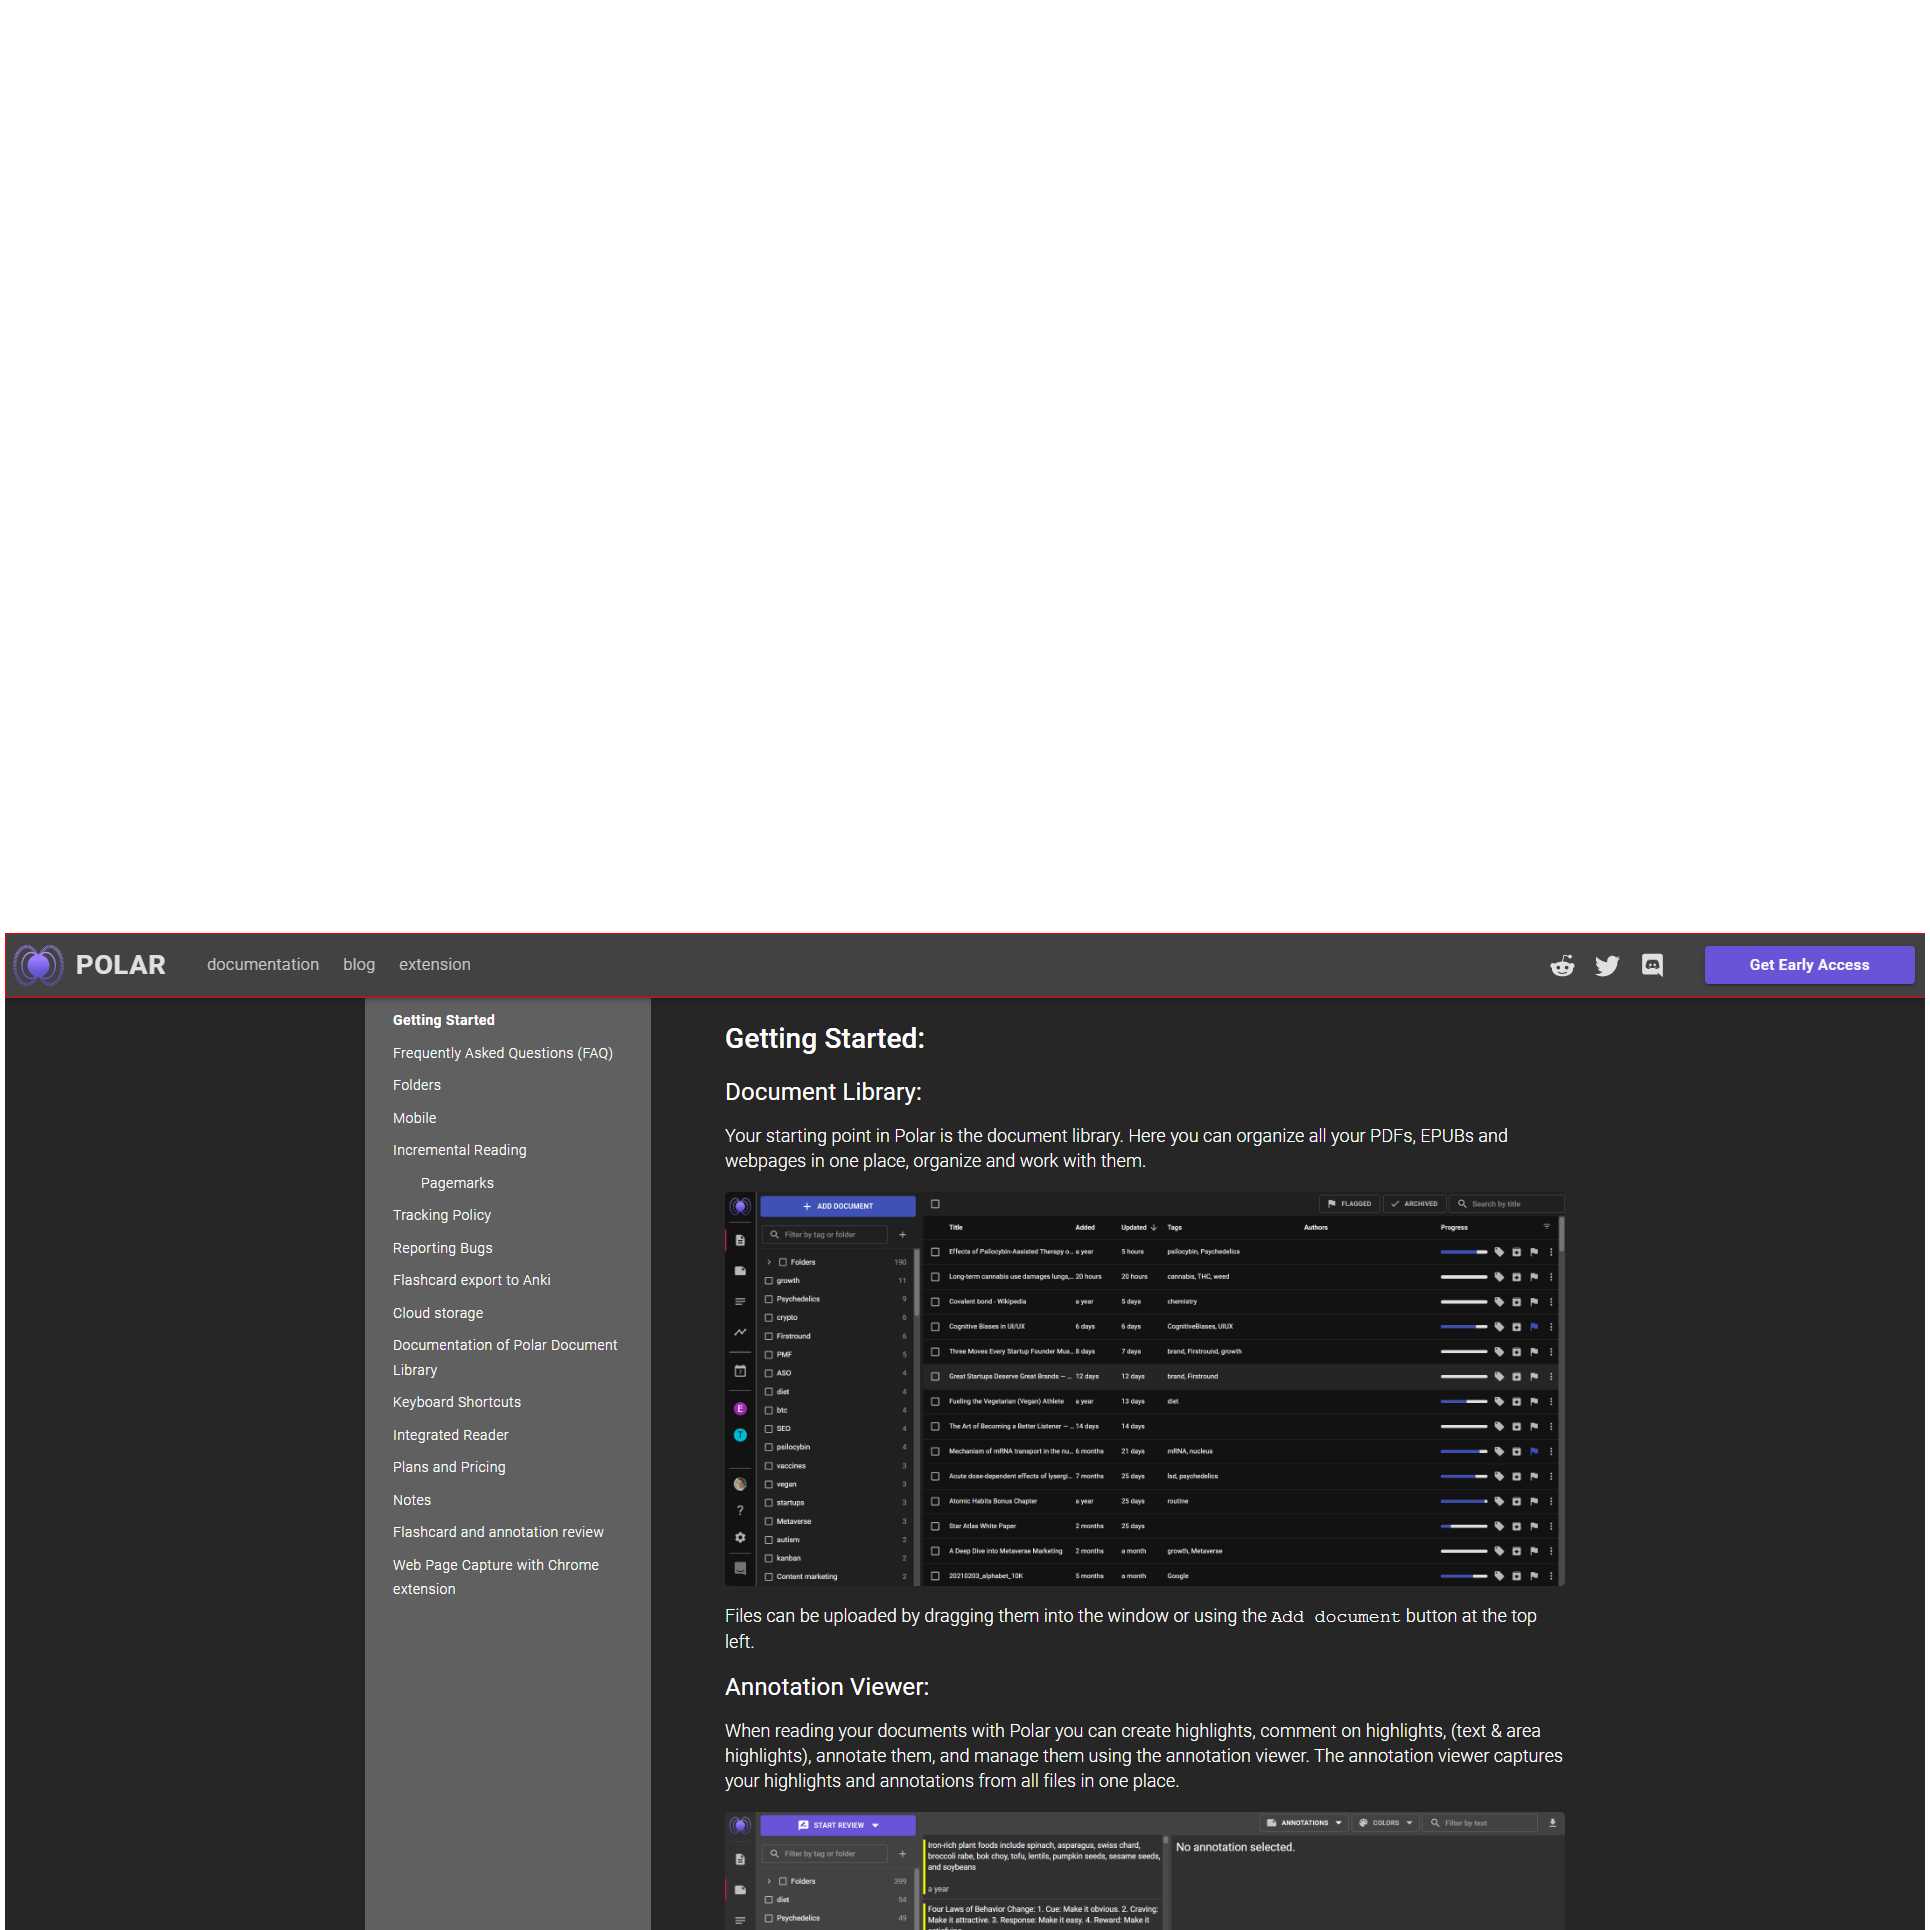 POLAR documentation blog extension Get Early Access
Getting Started
Frequently Asked Questions (FAQ)
Folders
Mobile
Incremental Reading
Pagemarks
Tracking Policy
Reporting Bugs
Flashcard export to Anki
Cloud storage
Documentation of Polar Document
Library
Keyboard Shortcuts
Integrated Reader
Plans and Pricing
Notes
Flashcard and annotation review
Web Page Capture with Chrome
extension
Getting Started:
Document Library:
Your starting point in Polar is the document library. Here you can organize all your PDFs, EPUBs and
webpages in one place, organize and work with them.
ADD DOCUMENT
Filter by tag or folder
Folders 190
growth 11
Psychedelics 9
crypto 6
Firstround 6
PMF 5
ASO 4
diet 4
btc 4
SEO 4
psilocybin 4
vaccines 3
vegan 3
startups 3
Metaverse 3
autism 2
kanban 2
Content marketing 2
E
T
FLAGGED ARCHIVED Search by title
Title Added Updated Tags Authors Progress
Effects of Psilocybin-Assisted Therapy o... a year 5 hours psilocybin, Psychedelics
Long-term cannabis use damages lungs,... 20 hours 20 hours cannabis, THC, weed
Covalent bond - Wikipedia a year 5 days chemistry
Cognitive Biases in UI/UX 6 days 6 days CognitiveBiases, UIUX
Three Moves Every Startup Founder Mus... 8 days 7 days brand, Firstround, growth
Great Startups Deserve Great Brands — ... 12 days 12 days brand, Firstround
Fueling the Vegetarian (Vegan) Athlete a year 13 days diet
The Art of Becoming a Better Listener — ... 14 days 14 days
Mechanism of mRNA transport in the nu... 6 months 21 days mRNA, nucleus
Acute dose-dependent effects of lysergi... 7 months 25 days lsd, psychedelics
Atomic Habits Bonus Chapter a year 25 days routine
Star Atlas White Paper 2 months 25 days
A Deep Dive into Metaverse Marketing 2 months a month growth, Metaverse
20210203_alphabet_10K 5 months a month Google
Files can be uploaded by dragging them into the window or using the Add document button at the top
left.
Annotation Viewer:
When reading your documents with Polar you can create highlights, comment on highlights, (text & area
highlights), annotate them, and manage them using the annotation viewer. The annotation viewer captures
your highlights and annotations from all files in one place.
START REVIEW
ANNOTATIONS COLORS Filter by text
Filter by tag or folder
Folders 399
diet 54
Psychedelics 49
Iron-rich plant foods include spinach, asparagus, swiss chard,
broccoli rabe, bok choy, tofu, lentils, pumpkin seeds, sesame seeds,
and soybeans
a year
Four Laws of Behavior Change: 1. Cue: Make it obvious. 2. Craving:
Make it attractive. 3. Response: Make it easy. 4. Reward: Make it
No annotation selected.